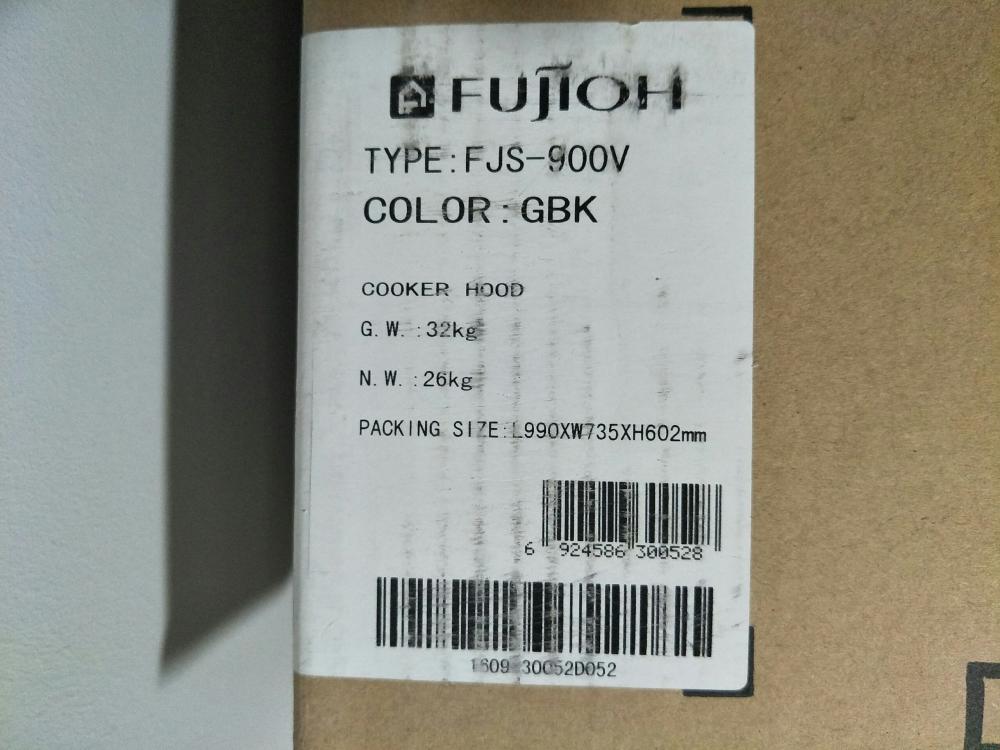 FUJIOH
TYPE:FJS-900V
COLOR:GBK
COOKER HOOD
G.W. :32kg
N.W. :26kg
PACKING SIZE:L990XW735XH602mm
6 924586 300528
1609 30052D052